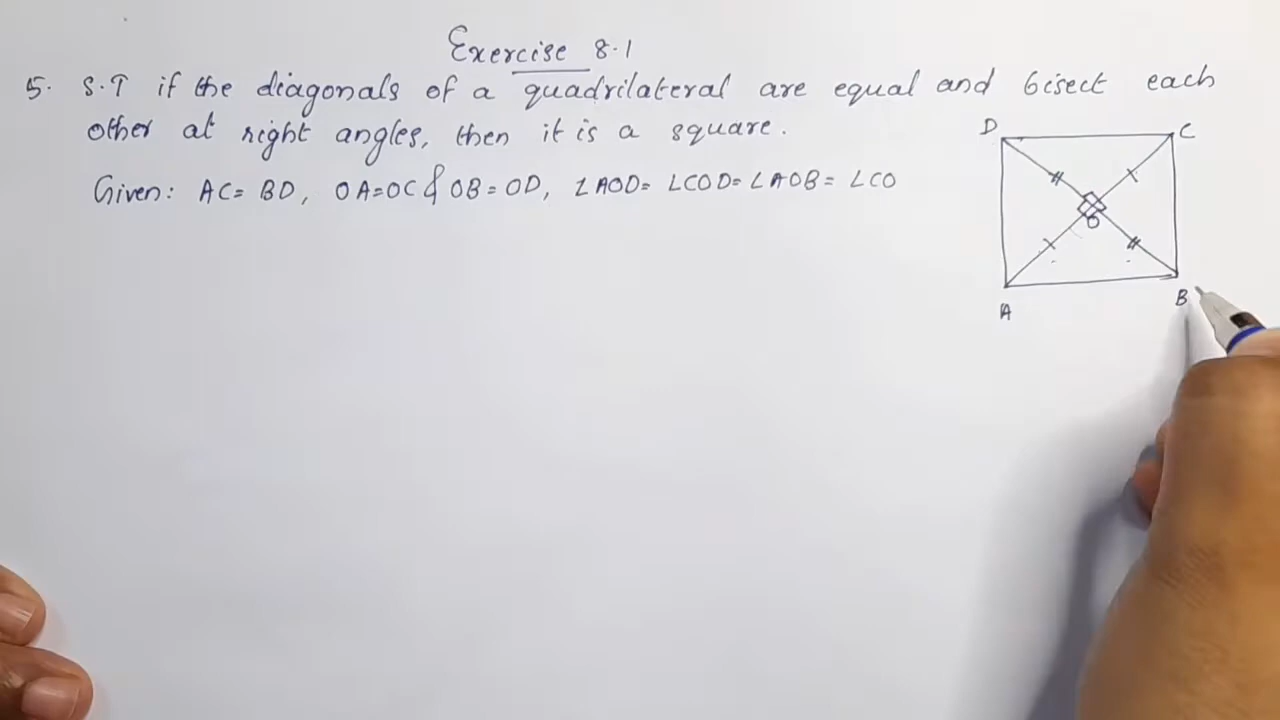 Exercise 8.1
5. S.T if the diagonals of a quadrilateral are equal and bisect each
other at right angles, then it is a square.
Given: AC= BD, OA=OC & OB=OD, ∠AOD= ∠COD= ∠AOB= ∠CO
D C
O
A B